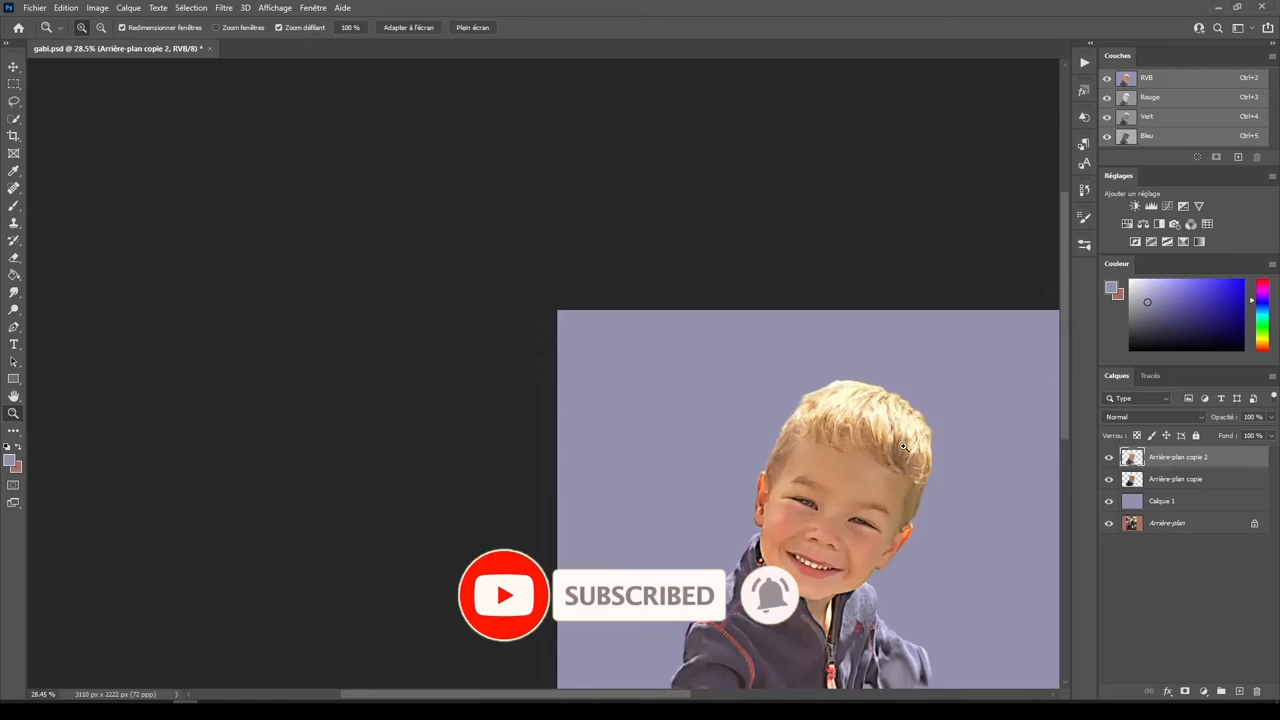 Ps Fichier Edition Image Calque Texte Sélection Filtre 3D Affichage Fenêtre Aide
Redimensionner fenêtres Zoom fenêtres Zoom défilant 100 % Adapter à l'écran Plein écran
gabi.psd @ 28.5% (Arrière-plan copie 2, RVB/8) *
Couches
RVB Ctrl+2
Rouge Ctrl+3
Vert Ctrl+4
Bleu Ctrl+5
Réglages
Ajouter un réglage
Couleur
Calques Tracés
Type
Normal Opacité : 100 %
Verrou : Fond : 100 %
Arrière-plan copie 2
Arrière-plan copie
Calque 1
Arrière-plan
SUBSCRIBED
28.45 % 3110 px x 2222 px (72 ppp)